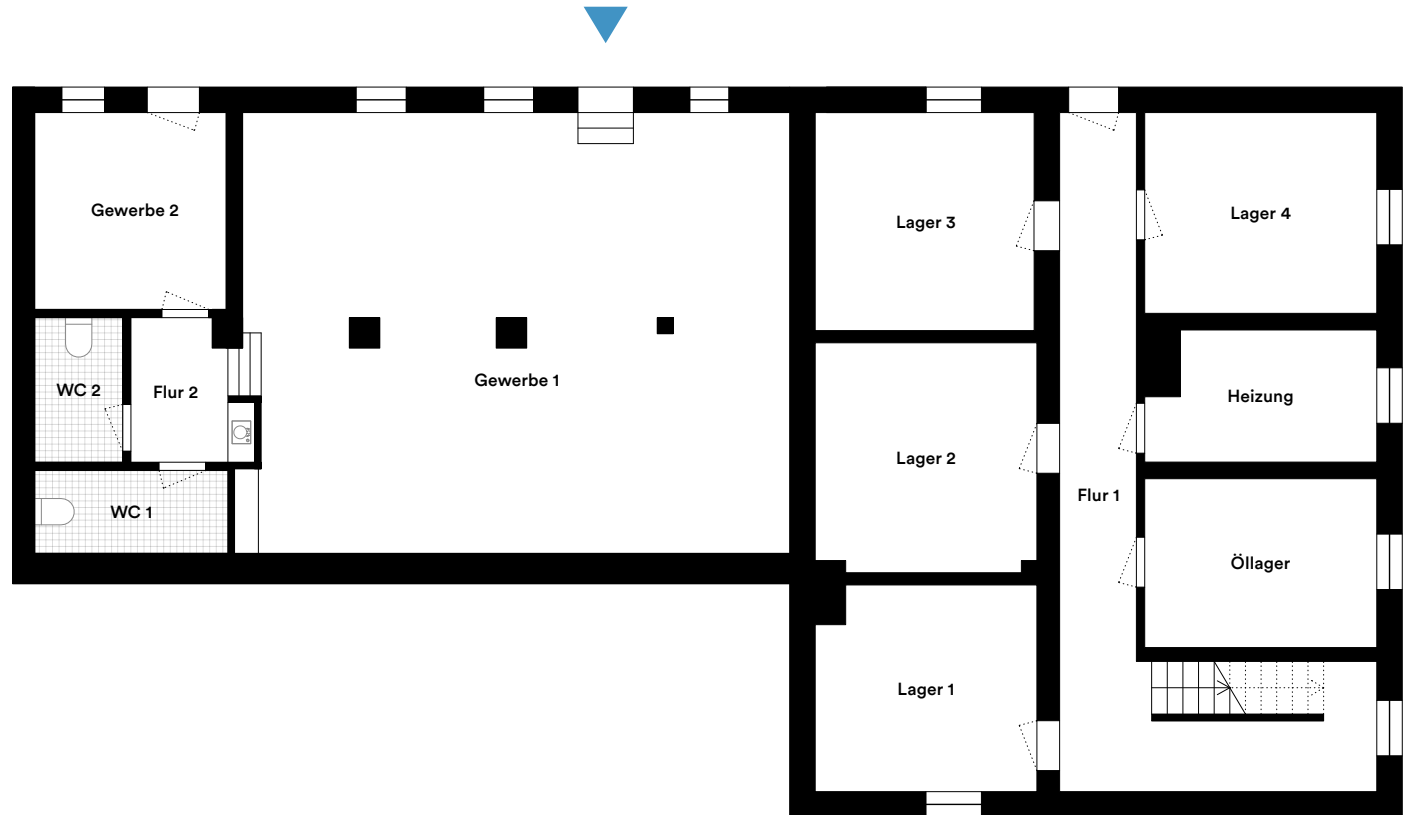 Gewerbe 2
Lager 3
Lager 4
Gewerbe 1
WC 2
Flur 2
Heizung
Lager 2
Flur 1
WC 1
Öllager
Lager 1